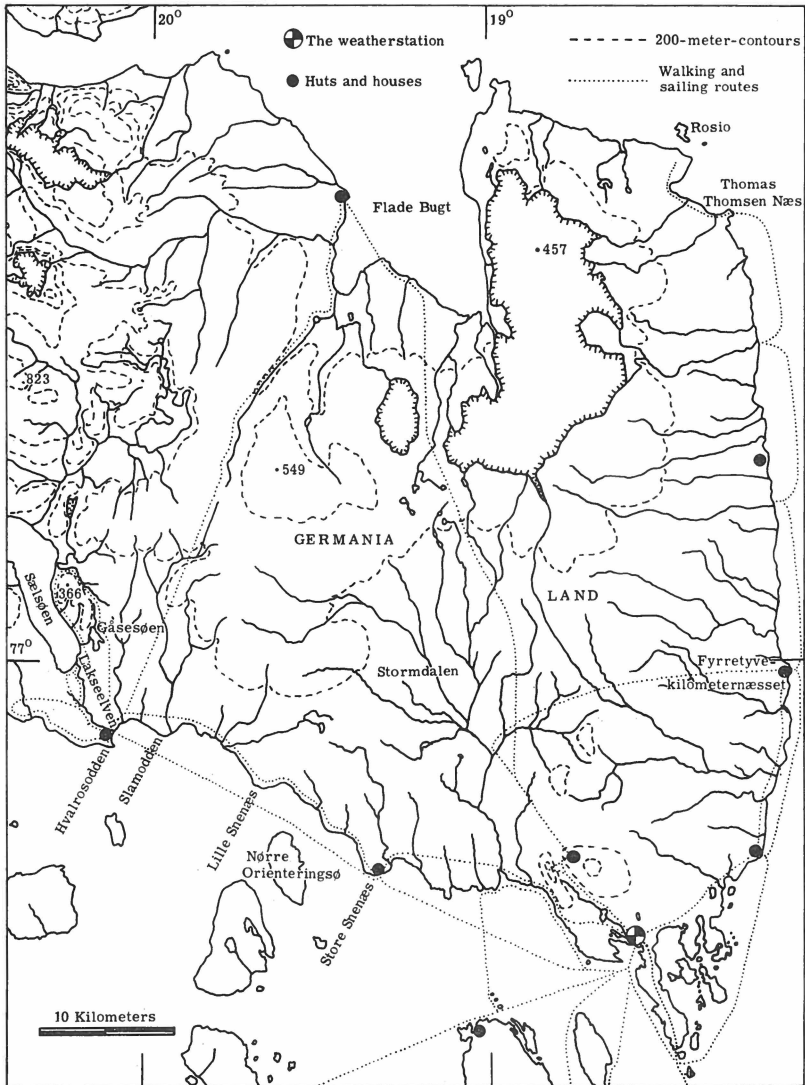 20°
19°
The weatherstation
Huts and houses
200-meter-contours
Walking and
sailing routes
Rosio
Thomas
Thomsen Næs
Flade Bugt
457
823
549
GERMANIA
LAND
366
Sælsøen
Gåsesøen
77°
Lakseelven
Stormdalen
Fyrretyve-
kilometernæsset
Hvalrosodden
Slamodden
Lille Snenæs
Nørre
Orienteringsø
Store Snenæs
10 Kilometers